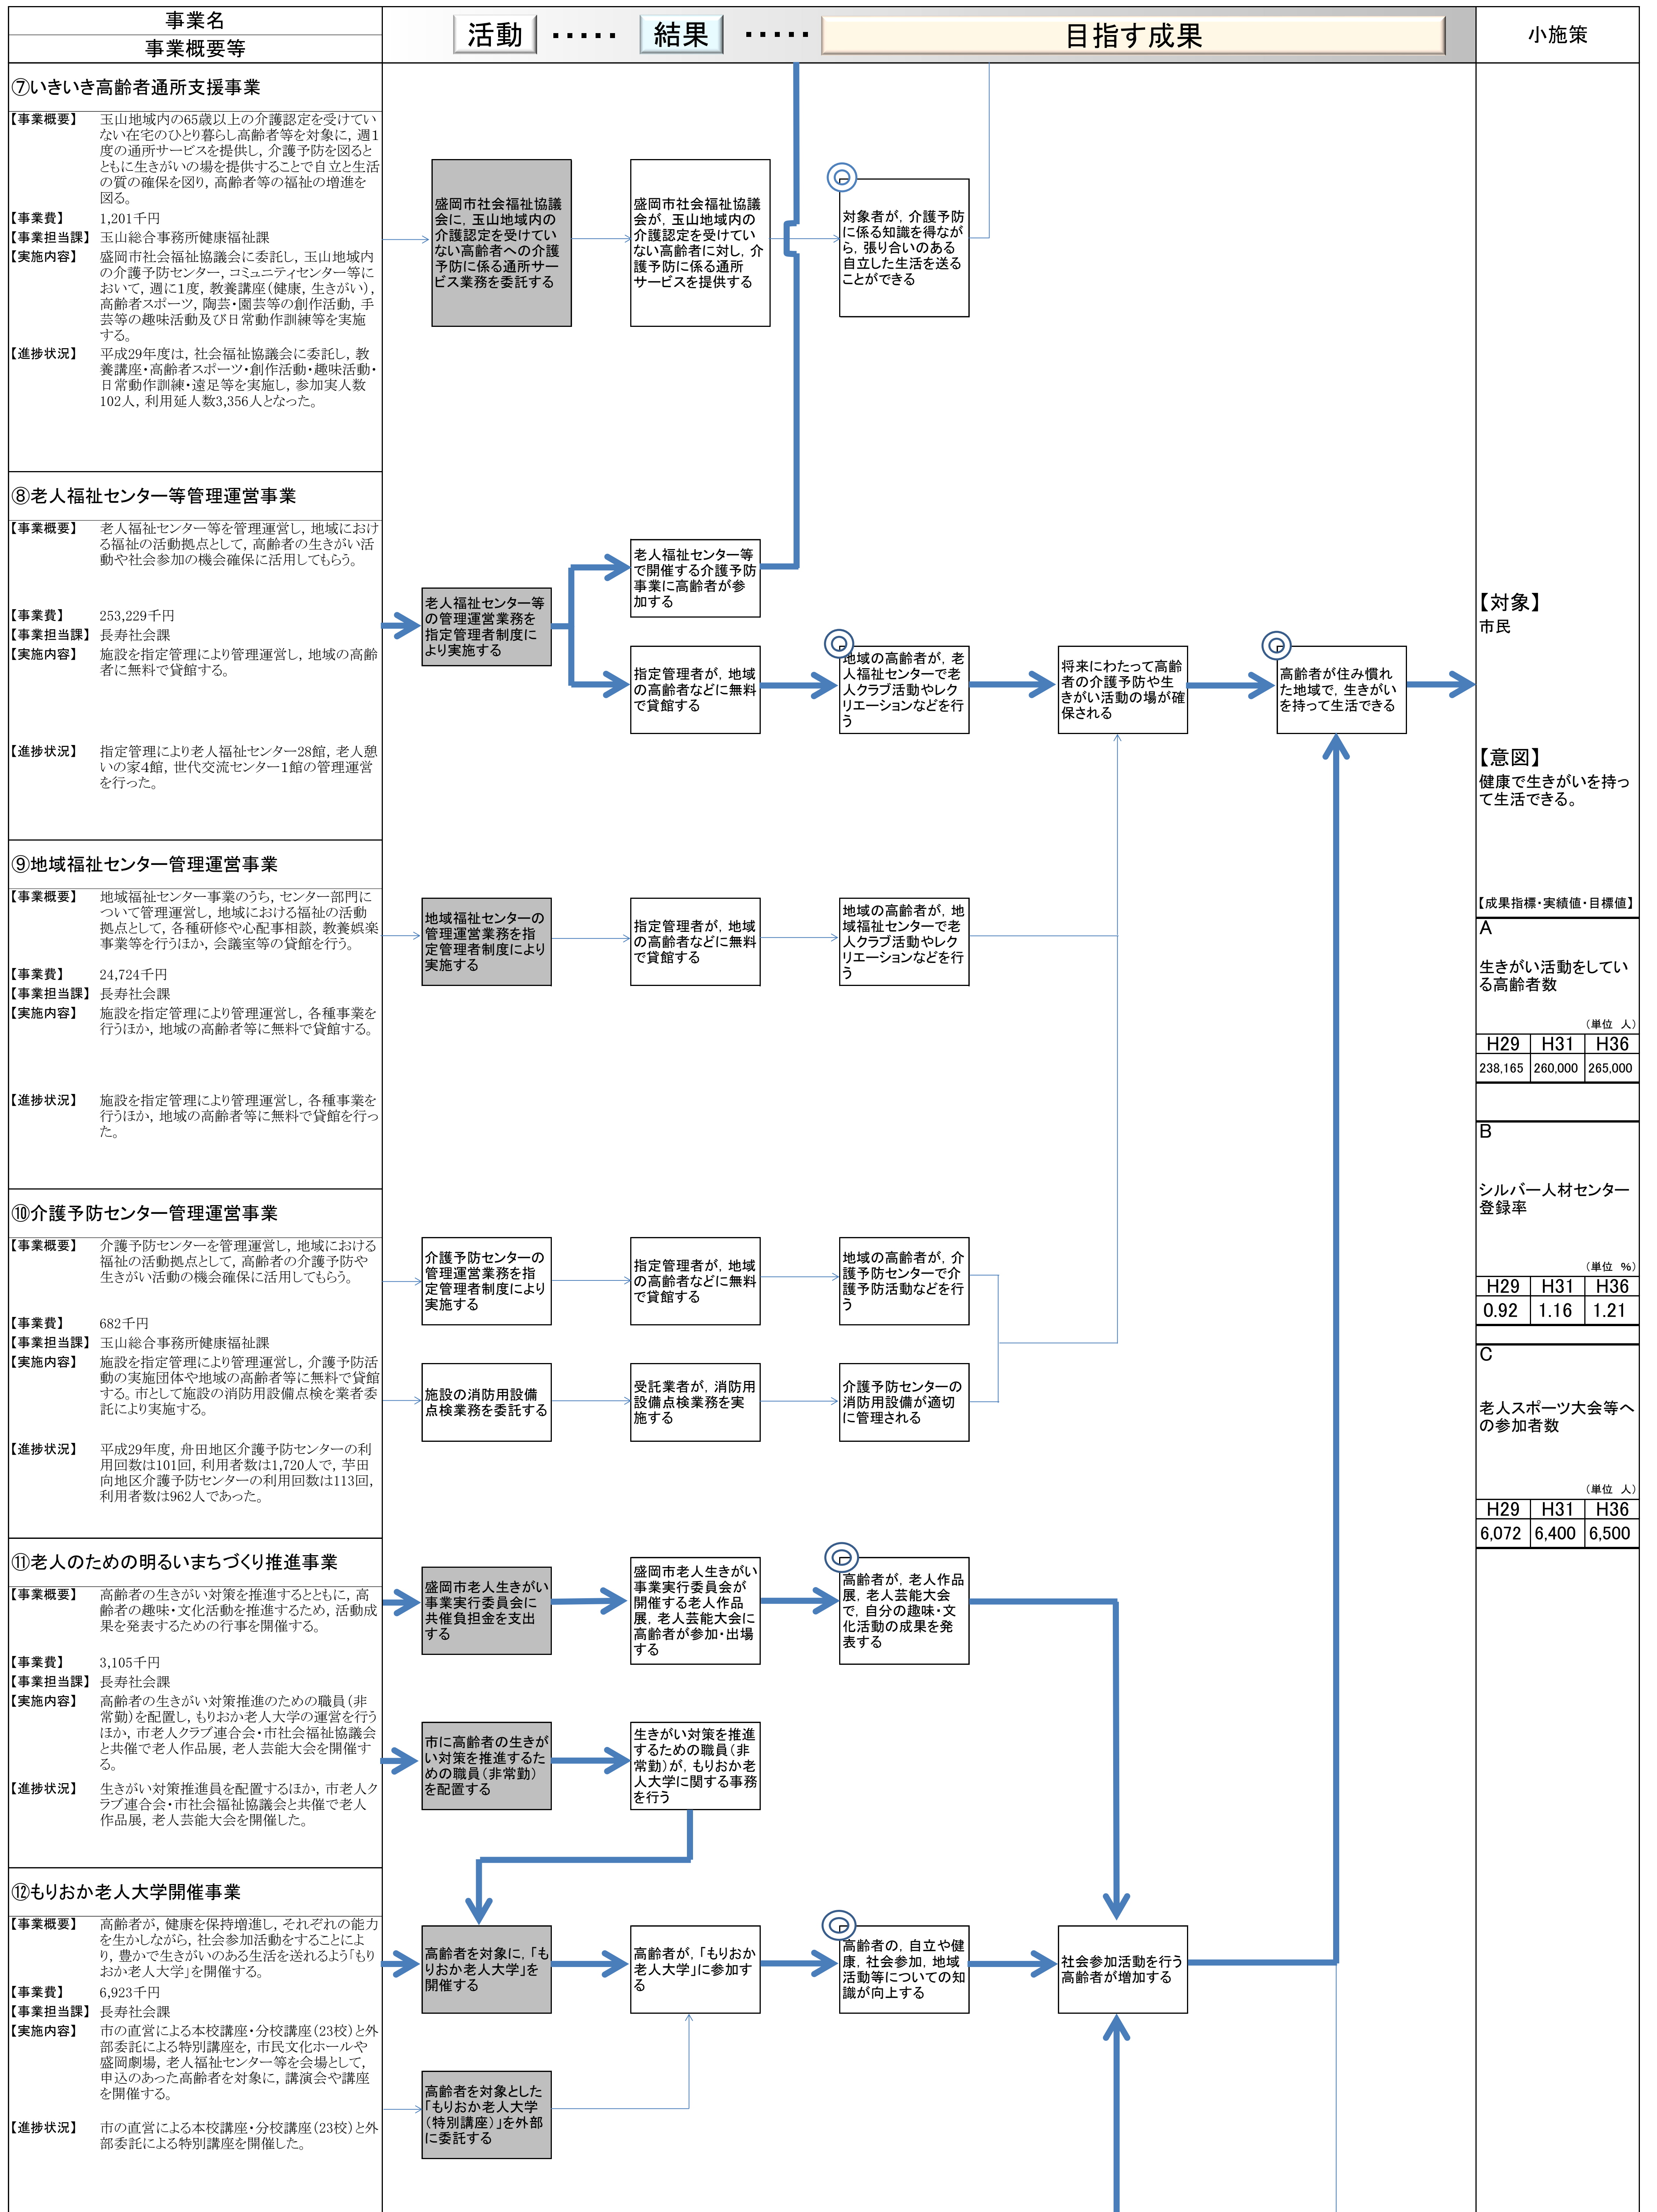 事業名
事業概要等
活動
・・・・・
結果
・・・・・
目指す成果
小施策
⑦いきいき高齢者通所支援事業
【事業概要】
玉山地域内の65歳以上の介護認定を受けてい
ない在宅のひとり暮らし高齢者等を対象に，週1
度の通所サービスを提供し，介護予防を図ると
ともに生きがいの場を提供することで自立と生活
の質の確保を図り，高齢者等の福祉の増進を
図る。
【事業費】
1,201千円
【事業担当課】
玉山総合事務所健康福祉課
【実施内容】
盛岡市社会福祉協議会に委託し，玉山地域内
の介護予防センター，コミュニティセンター等に
おいて，週に1度，教養講座（健康，生きがい），
高齢者スポーツ，陶芸・園芸等の創作活動，手
芸等の趣味活動及び日常動作訓練等を実施
する。
【進捗状況】
平成29年度は，社会福祉協議会に委託し，教
養講座・高齢者スポーツ・創作活動・趣味活動・
日常動作訓練・遠足等を実施し，参加実人数
102人，利用延人数3,356人となった。
盛岡市社会福祉協議
会に，玉山地域内の
介護認定を受けてい
ない高齢者への介護
予防に係る通所サー
ビス業務を委託する
盛岡市社会福祉協議
会が，玉山地域内の
介護認定を受けてい
ない高齢者に対し，介
護予防に係る通所
サービスを提供する
対象者が，介護予防
に係る知識を得なが
ら，張り合いのある
自立した生活を送る
ことができる
⑧老人福祉センター等管理運営事業
【事業概要】
老人福祉センター等を管理運営し，地域におけ
る福祉の活動拠点として，高齢者の生きがい活
動や社会参加の機会確保に活用してもらう。
【事業費】
253,229千円
【事業担当課】
長寿社会課
【実施内容】
施設を指定管理により管理運営し，地域の高齢
者に無料で貸館する。
【進捗状況】
指定管理により老人福祉センター28館，老人憩
いの家4館，世代交流センター1館の管理運営
を行った。
老人福祉センター等
の管理運営業務を
指定管理者制度に
より実施する
老人福祉センター等
で開催する介護予防
事業に高齢者が参
加する
指定管理者が，地域
の高齢者などに無料
で貸館する
地域の高齢者が，老
人福祉センターで老
人クラブ活動やレク
リエーションなどを行
う
将来にわたって高齢
者の介護予防や生
きがい活動の場が確
保される
高齢者が住み慣れ
た地域で，生きがい
を持って生活できる
【対象】
市民
【意図】
健康で生きがいを持っ
て生活できる。
⑨地域福祉センター管理運営事業
【事業概要】
地域福祉センター事業のうち，センター部門に
ついて管理運営し，地域における福祉の活動
拠点として，各種研修や心配事相談，教養娯楽
事業等を行うほか，会議室等の貸館を行う。
【事業費】
24,724千円
【事業担当課】
長寿社会課
【実施内容】
施設を指定管理により管理運営し，各種事業を
行うほか，地域の高齢者等に無料で貸館する。
【進捗状況】
施設を指定管理により管理運営し，各種事業を
行うほか，地域の高齢者等に無料で貸館を行っ
た。
地域福祉センターの
管理運営業務を指
定管理者制度により
実施する
指定管理者が，地域
の高齢者などに無料
で貸館する
地域の高齢者が，地
域福祉センターで老
人クラブ活動やレク
リエーションなどを行
う
【成果指標・実績値・目標値】
A
生きがい活動をしてい
る高齢者数
（単位　人）
H29 H31 H36
238,165 260,000 265,000
B
シルバー人材センター
登録率
（単位　％）
H29 H31 H36
0.92 1.16 1.21
C
老人スポーツ大会等へ
の参加者数
（単位　人）
H29 H31 H36
6,072 6,400 6,500
⑩介護予防センター管理運営事業
【事業概要】
介護予防センターを管理運営し，地域における
福祉の活動拠点として，高齢者の介護予防や
生きがい活動の機会確保に活用してもらう。
【事業費】
682千円
【事業担当課】
玉山総合事務所健康福祉課
【実施内容】
施設を指定管理により管理運営し，介護予防活
動の実施団体や地域の高齢者等に無料で貸館
する。市として施設の消防用設備点検を業者委
託により実施する。
【進捗状況】
平成29年度，舟田地区介護予防センターの利
用回数は101回，利用者数は1,720人で，芋田
向地区介護予防センターの利用回数は113回，
利用者数は962人であった。
介護予防センターの
管理運営業務を指
定管理者制度により
実施する
指定管理者が，地域
の高齢者などに無料
で貸館する
地域の高齢者が，介
護予防センターで介
護予防活動などを行
う
施設の消防用設備
点検業務を委託する
受託業者が，消防用
設備点検業務を実
施する
介護予防センターの
消防用設備が適切
に管理される
⑪老人のための明るいまちづくり推進事業
【事業概要】
高齢者の生きがい対策を推進するとともに，高
齢者の趣味・文化活動を推進するため，活動成
果を発表するための行事を開催する。
【事業費】
3,105千円
【事業担当課】
長寿社会課
【実施内容】
高齢者の生きがい対策推進のための職員（非
常勤）を配置し，もりおか老人大学の運営を行う
ほか，市老人クラブ連合会・市社会福祉協議会
と共催で老人作品展，老人芸能大会を開催す
る。
【進捗状況】
生きがい対策推進員を配置するほか，市老人ク
ラブ連合会・市社会福祉協議会と共催で老人
作品展，老人芸能大会を開催した。
盛岡市老人生きがい
事業実行委員会に
共催負担金を支出
する
盛岡市老人生きがい
事業実行委員会が
開催する老人作品
展，老人芸能大会に
高齢者が参加・出場
する
高齢者が，老人作品
展，老人芸能大会
で，自分の趣味・文
化活動の成果を発
表する
市に高齢者の生きが
い対策を推進するた
めの職員（非常勤）
を配置する
生きがい対策を推進
するための職員（非
常勤）が，もりおか老
人大学に関する事務
を行う
⑫もりおか老人大学開催事業
【事業概要】
高齢者が，健康を保持増進し，それぞれの能力
を生かしながら，社会参加活動をすることによ
り，豊かで生きがいのある生活を送れるよう「もり
おか老人大学」を開催する。
【事業費】
6,923千円
【事業担当課】
長寿社会課
【実施内容】
市の直営による本校講座・分校講座（23校）と外
部委託による特別講座を，市民文化ホールや
盛岡劇場，老人福祉センター等を会場として，
申込のあった高齢者を対象に，講演会や講座
を開催する。
【進捗状況】
市の直営による本校講座・分校講座（23校）と外
部委託による特別講座を開催した。
高齢者を対象に，「も
りおか老人大学」を
開催する
高齢者が，「もりおか
老人大学」に参加す
る
高齢者の，自立や健
康，社会参加，地域
活動等についての知
識が向上する
社会参加活動を行う
高齢者が増加する
高齢者を対象とした
「もりおか老人大学
（特別講座）」を外部
に委託する